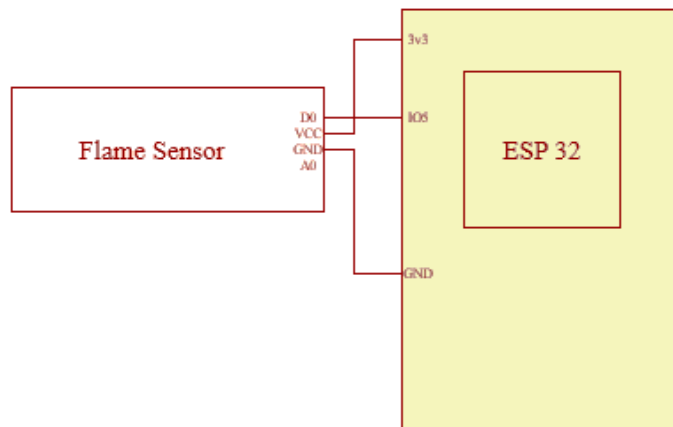 3v3
D0
IO5
VCC
Flame Sensor
GND
ESP 32
A0
GND